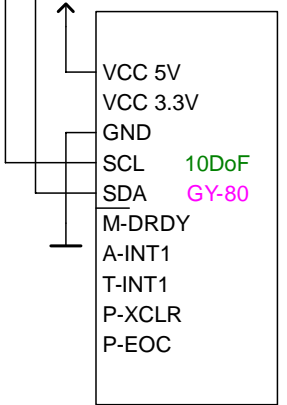 VCC 5V
VCC 3.3V
GND
SCL 10DoF
SDA GY-80
M-DRDY
A-INT1
T-INT1
P-XCLR
P-EOC